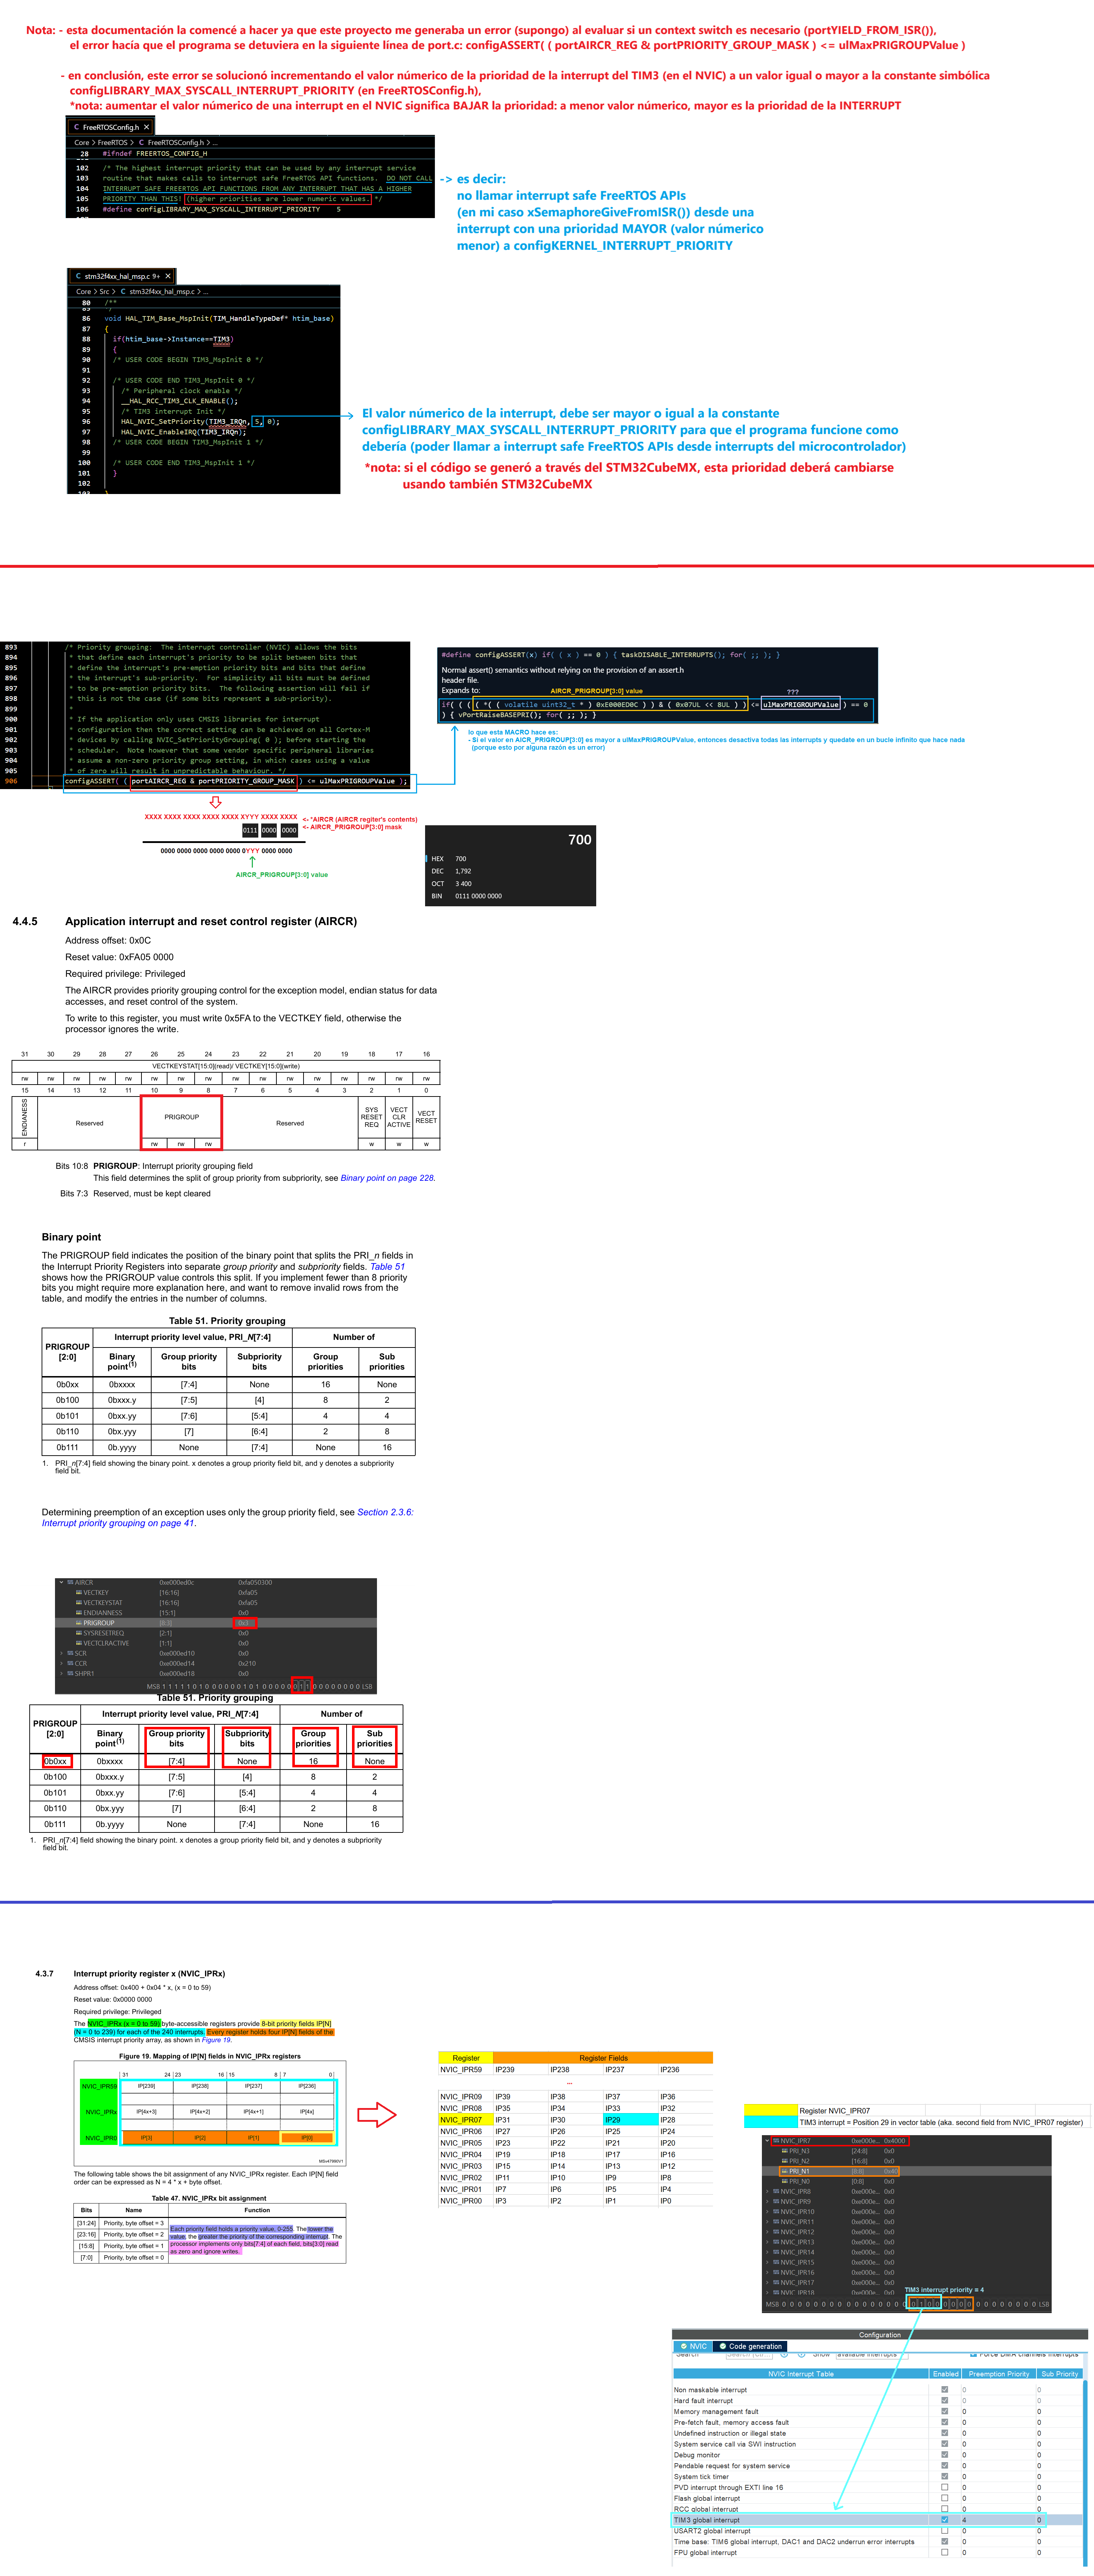 Nota: - esta documentación la comencé a hacer ya que este proyecto me generaba un error (supongo) al evaluar si un context switch es necesario (portYIELD_FROM_ISR()),
el error hacía que el programa se detuviera en la siguiente línea de port.c: configASSERT( ( portAIRCR_REG & portPRIORITY_GROUP_MASK ) <= ulMaxPRIGROUPValue )
- en conclusión, este error se solucionó incrementando el valor númerico de la prioridad de la interrupt del TIM3 (en el NVIC) a un valor igual o mayor a la constante simbólica
configLIBRARY_MAX_SYSCALL_INTERRUPT_PRIORITY (en FreeRTOSConfig.h),
*nota: aumentar el valor númerico de una interrupt en el NVIC significa BAJAR la prioridad: a menor valor númerico, mayor es la prioridad de la INTERRUPT
C FreeRTOSConfig.h ×
Core > FreeRTOS > C FreeRTOSConfig.h > ...
28 #ifndef FREERTOS_CONFIG_H
102 /* The highest interrupt priority that can be used by any interrupt service
103 routine that makes calls to interrupt safe FreeRTOS API functions. DO NOT CALL
104 INTERRUPT SAFE FREERTOS API FUNCTIONS FROM ANY INTERRUPT THAT HAS A HIGHER
105 PRIORITY THAN THIS! (higher priorities are lower numeric values. */
106 #define configLIBRARY_MAX_SYSCALL_INTERRUPT_PRIORITY 5
-> es decir:
no llamar interrupt safe FreeRTOS APIs
(en mi caso xSemaphoreGiveFromISR()) desde una
interrupt con una prioridad MAYOR (valor númerico
menor) a configKERNEL_INTERRUPT_PRIORITY
C stm32f4xx_hal_msp.c 9+ ×
Core > Src > C stm32f4xx_hal_msp.c > ...
80 /**
86 void HAL_TIM_Base_MspInit(TIM_HandleTypeDef* htim_base)
87 {
88 if(htim_base->Instance==TIM3)
89 {
90 /* USER CODE BEGIN TIM3_MspInit 0 */
91
92 /* USER CODE END TIM3_MspInit 0 */
93 /* Peripheral clock enable */
94 __HAL_RCC_TIM3_CLK_ENABLE();
95 /* TIM3 interrupt Init */
96 HAL_NVIC_SetPriority(TIM3_IRQn, 5, 0);
97 HAL_NVIC_EnableIRQ(TIM3_IRQn);
98 /* USER CODE BEGIN TIM3_MspInit 1 */
99
100 /* USER CODE END TIM3_MspInit 1 */
101 }
102
103 }
El valor númerico de la interrupt, debe ser mayor o igual a la constante
configLIBRARY_MAX_SYSCALL_INTERRUPT_PRIORITY para que el programa funcione como
debería (poder llamar a interrupt safe FreeRTOS APIs desde interrupts del microcontrolador)
*nota: si el código se generó a través del STM32CubeMX, esta prioridad deberá cambiarse
usando también STM32CubeMX
893 /* Priority grouping: The interrupt controller (NVIC) allows the bits
894 * that define each interrupt's priority to be split between bits that
895 * define the interrupt's pre-emption priority bits and bits that define
896 * the interrupt's sub-priority. For simplicity all bits must be defined
897 * to be pre-emption priority bits. The following assertion will fail if
898 * this is not the case (if some bits represent a sub-priority).
899 *
900 * If the application only uses CMSIS libraries for interrupt
901 * configuration then the correct setting can be achieved on all Cortex-M
902 * devices by calling NVIC_SetPriorityGrouping( 0 ); before starting the
903 * scheduler. Note however that some vendor specific peripheral libraries
904 * assume a non-zero priority group setting, in which cases using a value
905 * of zero will result in unpredictable behaviour. */
906 configASSERT( ( portAIRCR_REG & portPRIORITY_GROUP_MASK ) <= ulMaxPRIGROUPValue );
#define configASSERT(x) if( ( x ) == 0 ) { taskDISABLE_INTERRUPTS(); for( ;; ); }
Normal assert() semantics without relying on the provision of an assert.h
header file.
Expands to:
AIRCR_PRIGROUP[3:0] value
???
if( ( ( ( *( ( volatile uint32_t * ) 0xE000ED0C ) ) & ( 0x07UL << 8UL ) ) <= ulMaxPRIGROUPValue ) == 0
) { vPortRaiseBASEPRI(); for( ;; ); }
lo que esta MACRO hace es:
- Si el valor en AICR_PRIGROUP[3:0] es mayor a ulMaxPRIGROUPValue, entonces desactiva todas las interrupts y quedate en un bucle infinito que hace nada
(porque esto por alguna razón es un error)
XXXX XXXX XXXX XXXX XXXX XYYY XXXX XXXX <- *AIRCR (AIRCR regiter's contents)
0111 0000 0000 <- AIRCR_PRIGROUP[3:0] mask
0000 0000 0000 0000 0000 0YYY 0000 0000
AIRCR_PRIGROUP[3:0] value
700
HEX 700
DEC 1,792
OCT 3 400
BIN 0111 0000 0000
4.4.5 Application interrupt and reset control register (AIRCR)
Address offset: 0x0C
Reset value: 0xFA05 0000
Required privilege: Privileged
The AIRCR provides priority grouping control for the exception model, endian status for data
accesses, and reset control of the system.
To write to this register, you must write 0x5FA to the VECTKEY field, otherwise the
processor ignores the write.
31 30 29 28 27 26 25 24 23 22 21 20 19 18 17 16
VECTKEYSTAT[15:0](read)/ VECTKEY[15:0](write)
rw rw rw rw rw rw rw rw rw rw rw rw rw rw rw rw
15 14 13 12 11 10 9 8 7 6 5 4 3 2 1 0
ENDIANESS Reserved PRIGROUP Reserved SYS RESET REQ VECT CLR ACTIVE VECT RESET
r rw rw rw w w w
Bits 10:8 PRIGROUP: Interrupt priority grouping field
This field determines the split of group priority from subpriority, see Binary point on page 228.
Bits 7:3 Reserved, must be kept cleared
Binary point
The PRIGROUP field indicates the position of the binary point that splits the PRI_n fields in
the Interrupt Priority Registers into separate group priority and subpriority fields. Table 51
shows how the PRIGROUP value controls this split. If you implement fewer than 8 priority
bits you might require more explanation here, and want to remove invalid rows from the
table, and modify the entries in the number of columns.
Table 51. Priority grouping
PRIGROUP [2:0] Interrupt priority level value, PRI_N[7:4] Number of
Binary point(1) Group priority bits Subpriority bits Group priorities Sub priorities
0b0xx 0bxxxx [7:4] None 16 None
0b100 0bxxx.y [7:5] [4] 8 2
0b101 0bxx.yy [7:6] [5:4] 4 4
0b110 0bx.yyy [7] [6:4] 2 8
0b111 0b.yyyy None [7:4] None 16
1. PRI_n[7:4] field showing the binary point. x denotes a group priority field bit, and y denotes a subpriority
field bit.
Determining preemption of an exception uses only the group priority field, see Section 2.3.6:
Interrupt priority grouping on page 41.
AIRCR 0xe000ed0c 0xfa050300
VECTKEY [16:16] 0xfa05
VECTKEYSTAT [16:16] 0xfa05
ENDIANNESS [15:1] 0x0
PRIGROUP [8:3] 0x3
SYSRESETREQ [2:1] 0x0
VECTCLRACTIVE [1:1] 0x0
SCR 0xe000ed10 0x0
CCR 0xe000ed14 0x210
SHPR1 0xe000ed18 0x0
MSB 1 1 1 1 1 0 1 0 0 0 0 0 0 1 0 1 0 0 0 0 0 0 1 1 0 0 0 0 0 0 0 0 LSB
Table 51. Priority grouping
PRIGROUP [2:0] Interrupt priority level value, PRI_N[7:4] Number of
Binary point(1) Group priority bits Subpriority bits Group priorities Sub priorities
0b0xx 0bxxxx [7:4] None 16 None
0b100 0bxxx.y [7:5] [4] 8 2
0b101 0bxx.yy [7:6] [5:4] 4 4
0b110 0bx.yyy [7] [6:4] 2 8
0b111 0b.yyyy None [7:4] None 16
1. PRI_n[7:4] field showing the binary point. x denotes a group priority field bit, and y denotes a subpriority
field bit.
4.3.7 Interrupt priority register x (NVIC_IPRx)
Address offset: 0x400 + 0x04 * x, (x = 0 to 59)
Reset value: 0x0000 0000
Required privilege: Privileged
The NVIC_IPRx (x = 0 to 59) byte-accessible registers provide 8-bit priority fields IP[N]
(N = 0 to 239) for each of the 240 interrupts. Every register holds four IP[N] fields of the
CMSIS interrupt priority array, as shown in Figure 19.
Figure 19. Mapping of IP[N] fields in NVIC_IPRx registers
31 24 23 16 15 8 7 0
NVIC_IPR59 IP[239] IP[238] IP[237] IP[236]
NVIC_IPRx IP[4x+3] IP[4x+2] IP[4x+1] IP[4x]
NVIC_IPR0 IP[3] IP[2] IP[1] IP[0]
MSv47990V1
The following table shows the bit assignment of any NVIC_IPRx register. Each IP[N] field
order can be expressed as N = 4 * x + byte offset.
Table 47. NVIC_IPRx bit assignment
Bits Name Function
[31:24] Priority, byte offset = 3
[23:16] Priority, byte offset = 2
[15:8] Priority, byte offset = 1
[7:0] Priority, byte offset = 0
Each priority field holds a priority value, 0-255. The lower the
value, the greater the priority of the corresponding interrupt. The
processor implements only bits[7:4] of each field, bits[3:0] read
as zero and ignore writes.
Register Register Fields
NVIC_IPR59 IP239 IP238 IP237 IP236
...
NVIC_IPR09 IP39 IP38 IP37 IP36
NVIC_IPR08 IP35 IP34 IP33 IP32
NVIC_IPR07 IP31 IP30 IP29 IP28
NVIC_IPR06 IP27 IP26 IP25 IP24
NVIC_IPR05 IP23 IP22 IP21 IP20
NVIC_IPR04 IP19 IP18 IP17 IP16
NVIC_IPR03 IP15 IP14 IP13 IP12
NVIC_IPR02 IP11 IP10 IP9 IP8
NVIC_IPR01 IP7 IP6 IP5 IP4
NVIC_IPR00 IP3 IP2 IP1 IP0
Register NVIC_IPR07
TIM3 interrupt = Position 29 in vector table (aka. second field from NVIC_IPR07 register)
NVIC_IPR7 0xe000e... 0x4000
PRI_N3 [24:8] 0x0
PRI_N2 [16:8] 0x0
PRI_N1 [8:8] 0x40
PRI_N0 [0:8] 0x0
NVIC_IPR8 0xe000e... 0x0
NVIC_IPR9 0xe000e... 0x0
NVIC_IPR10 0xe000e... 0x0
NVIC_IPR11 0xe000e... 0x0
NVIC_IPR12 0xe000e... 0x0
NVIC_IPR13 0xe000e... 0x0
NVIC_IPR14 0xe000e... 0x0
NVIC_IPR15 0xe000e... 0x0
NVIC_IPR16 0xe000e... 0x0
NVIC_IPR17 0xe000e... 0x0
NVIC_IPR18 0xe000e... 0x0
TIM3 interrupt priority = 4
MSB 0 0 0 0 0 0 0 0 0 0 0 0 0 0 0 0 0 1 0 0 0 0 0 0 0 0 0 0 0 0 0 0 LSB
Configuration
NVIC Code generation
Search Show available interrupts Force DMA channels Interrupts
NVIC Interrupt Table Enabled Preemption Priority Sub Priority
Non maskable interrupt 0 0
Hard fault interrupt 0 0
Memory management fault 0 0
Pre-fetch fault, memory access fault 0 0
Undefined instruction or illegal state 0 0
System service call via SWI instruction 0 0
Debug monitor 0 0
Pendable request for system service 0 0
System tick timer 0 0
PVD interrupt through EXTI line 16 0 0
Flash global interrupt 0 0
RCC global interrupt 0 0
TIM3 global interrupt 4 0
USART2 global interrupt 0 0
Time base: TIM6 global interrupt, DAC1 and DAC2 underrun error interrupts 0 0
FPU global interrupt 0 0